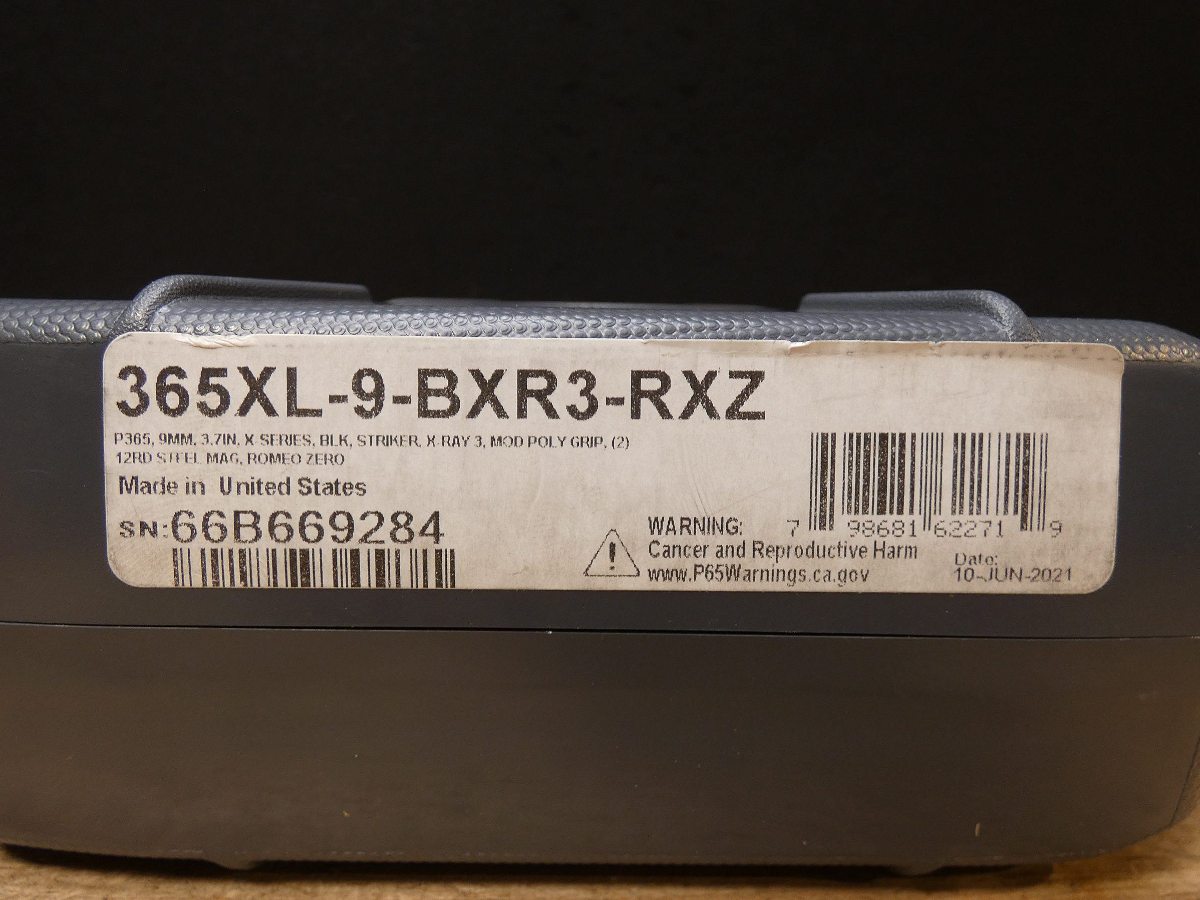 365XL-9-BXR3-RXZ
P365, 9MM, 3.7IN, X-SERIES, BLK, STRIKER, X-RAY 3, MOD POLY GRIP, (2)
12RD STEEL MAG, ROMEO ZERO
Made in United States
SN:66B669284
7 98681 62271 9
WARNING:
Cancer and Reproductive Harm
www.P65Warnings.ca.gov
Date:
10-JUN-2021